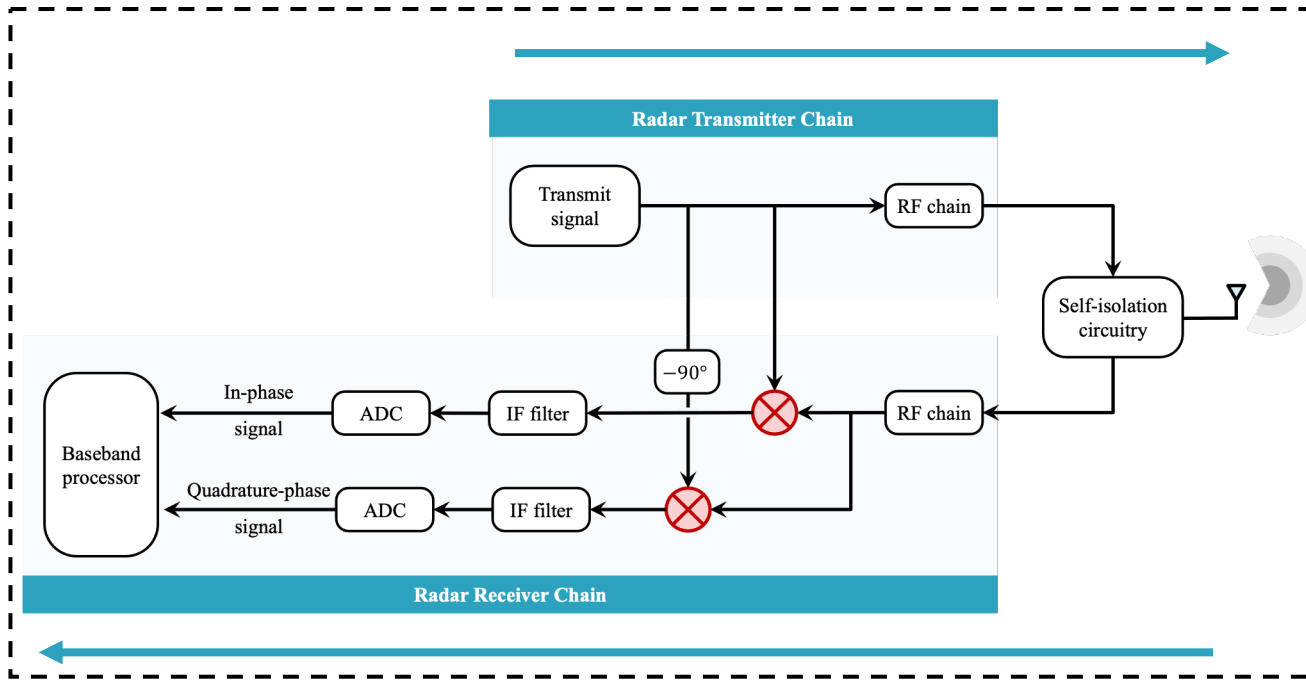 Radar Transmitter Chain
Transmit
signal
RF chain
Self-isolation
circuitry
−90°
In-phase
signal
ADC
IF filter
RF chain
Baseband
processor
Quadrature-phase
signal
ADC
IF filter
Radar Receiver Chain